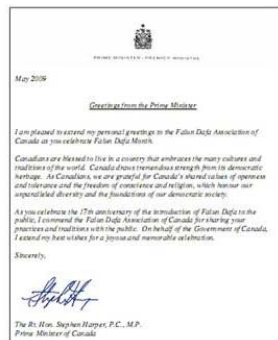 PRIME MINISTER · PREMIER MINISTRE
May 2009
Greetings from the Prime Minister
I am pleased to extend my personal greetings to the Falun Dafa Association of
Canada as you celebrate Falun Dafa Month.
Canadians are blessed to live in a country that embraces the many cultures and
traditions of the world. Canada draws tremendous strength from its democratic
heritage. As Canadians, we are grateful for Canada's shared values of openness
and tolerance and the freedom of conscience and religion, which honour our
unparalleled diversity and the foundations of our democratic society.
As you celebrate the 17th anniversary of the introduction of Falun Dafa to the
public, I commend the Falun Dafa Association of Canada for sharing your
practices and traditions with the public. On behalf of the Government of Canada,
I extend my best wishes for a joyous and memorable celebration.
Sincerely,
The Rt. Hon. Stephen Harper, P.C., M.P.
Prime Minister of Canada